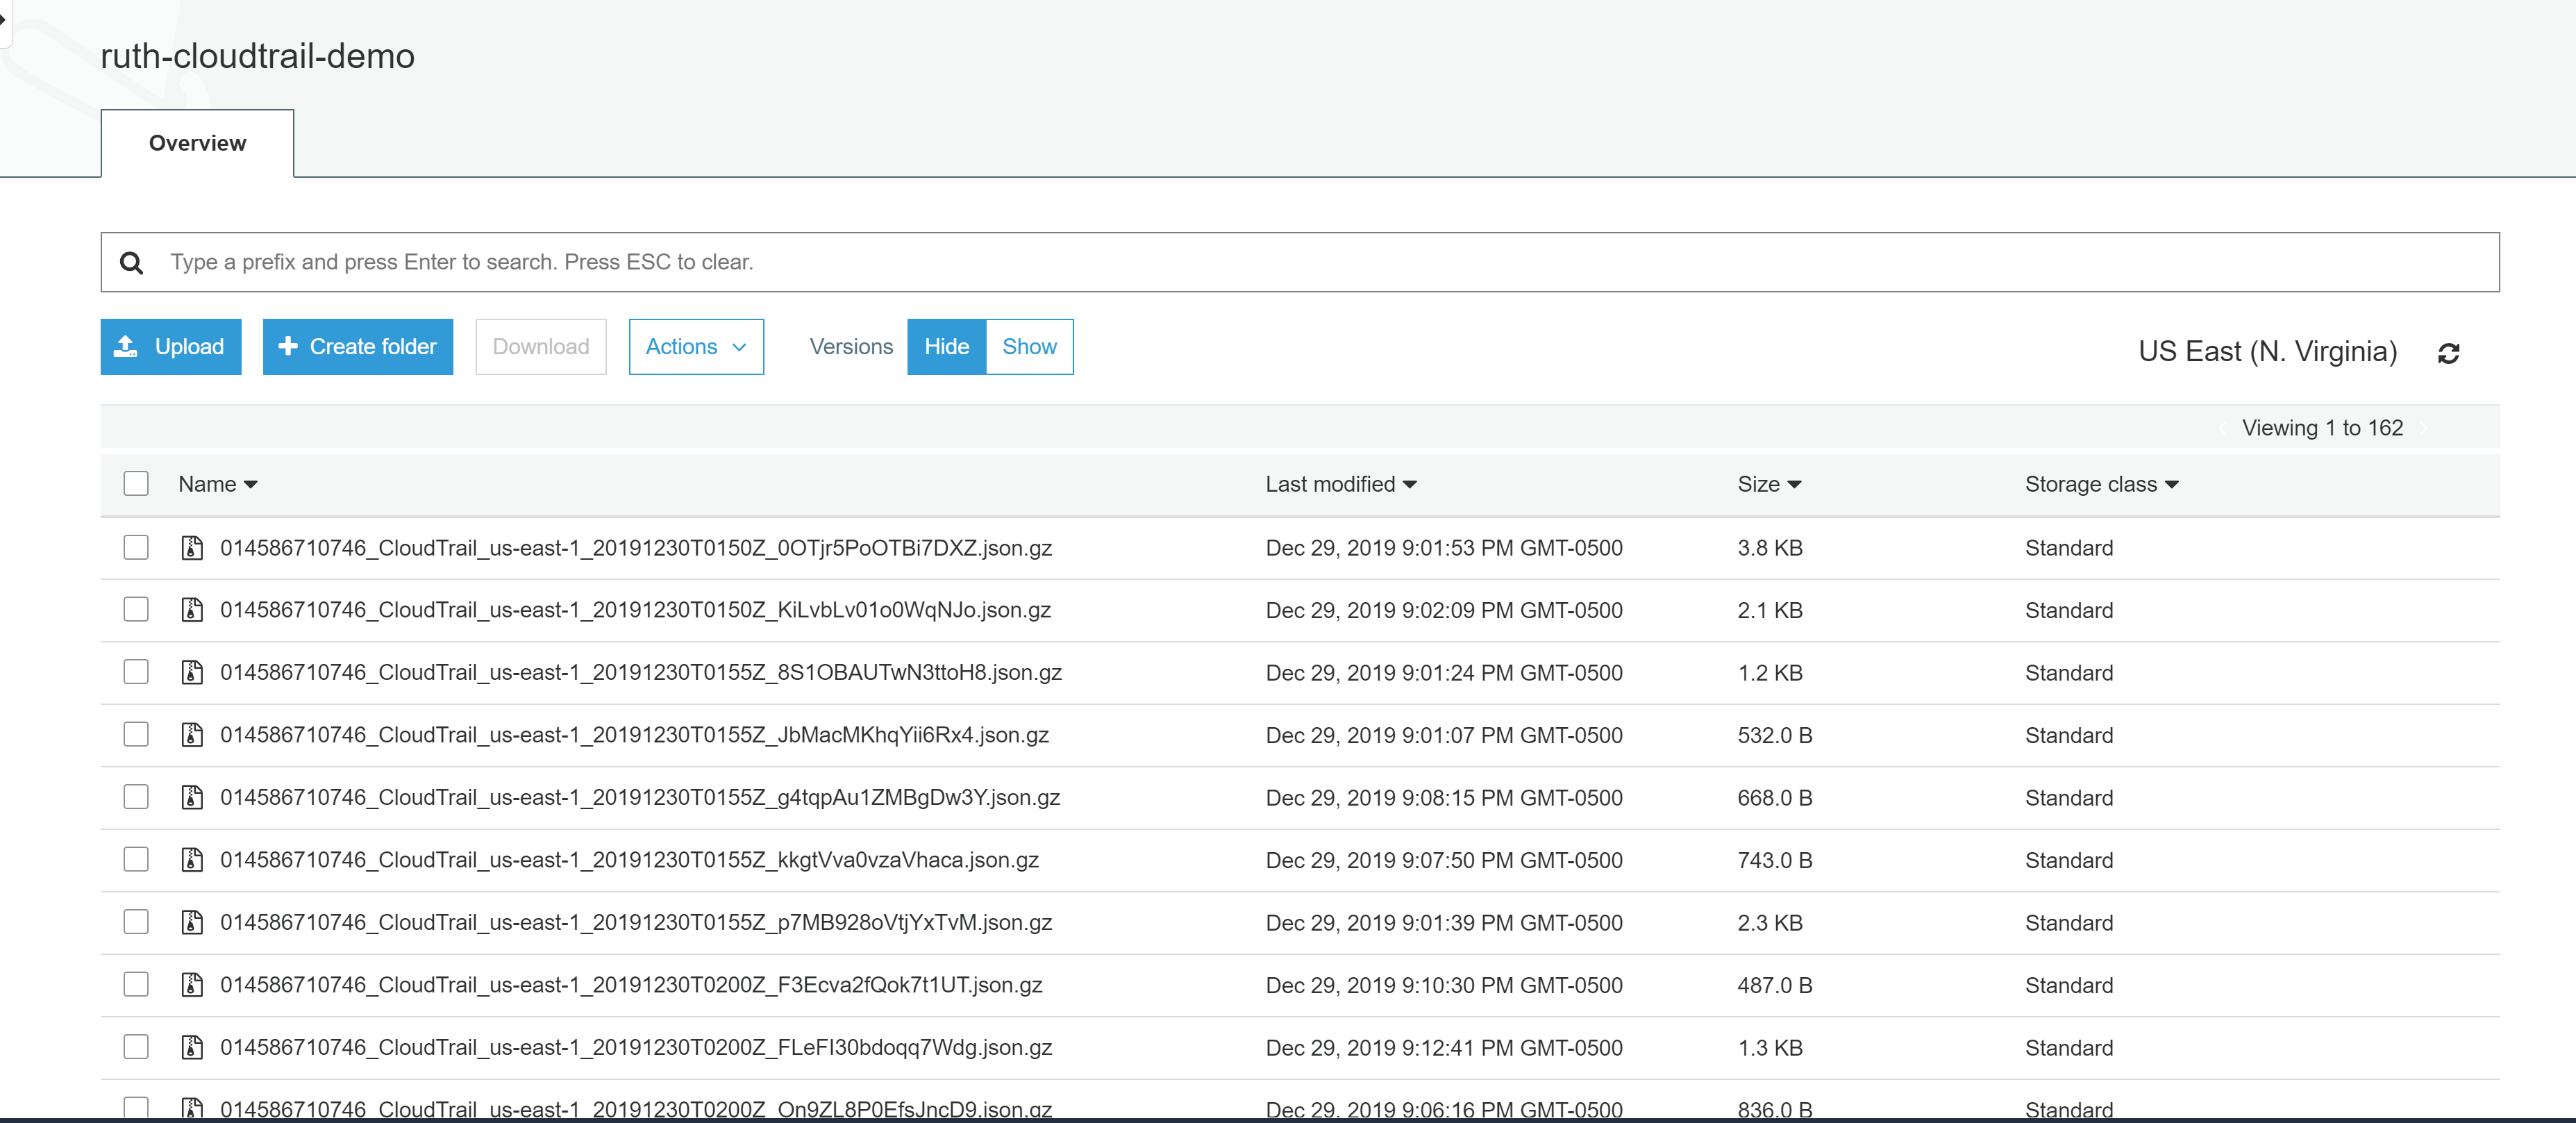 ruth-cloudtrail-demo
Overview
Type a prefix and press Enter to search. Press ESC to clear.
Upload Create folder Download Actions Versions Hide Show US East (N. Virginia)
Viewing 1 to 162
Name Last modified Size Storage class
014586710746_CloudTrail_us-east-1_20191230T0150Z_0OTjr5PoOTBi7DXZ.json.gz Dec 29, 2019 9:01:53 PM GMT-0500 3.8 KB Standard
014586710746_CloudTrail_us-east-1_20191230T0150Z_KiLvbLv01o0WqNJo.json.gz Dec 29, 2019 9:02:09 PM GMT-0500 2.1 KB Standard
014586710746_CloudTrail_us-east-1_20191230T0155Z_8S1OBAUTwN3ttoH8.json.gz Dec 29, 2019 9:01:24 PM GMT-0500 1.2 KB Standard
014586710746_CloudTrail_us-east-1_20191230T0155Z_JbMacMKhqYii6Rx4.json.gz Dec 29, 2019 9:01:07 PM GMT-0500 532.0 B Standard
014586710746_CloudTrail_us-east-1_20191230T0155Z_g4tqpAu1ZMBgDw3Y.json.gz Dec 29, 2019 9:08:15 PM GMT-0500 668.0 B Standard
014586710746_CloudTrail_us-east-1_20191230T0155Z_kkgtVva0vzaVhaca.json.gz Dec 29, 2019 9:07:50 PM GMT-0500 743.0 B Standard
014586710746_CloudTrail_us-east-1_20191230T0155Z_p7MB928oVtjYxTvM.json.gz Dec 29, 2019 9:01:39 PM GMT-0500 2.3 KB Standard
014586710746_CloudTrail_us-east-1_20191230T0200Z_F3Ecva2fQok7t1UT.json.gz Dec 29, 2019 9:10:30 PM GMT-0500 487.0 B Standard
014586710746_CloudTrail_us-east-1_20191230T0200Z_FLeFI30bdoqq7Wdg.json.gz Dec 29, 2019 9:12:41 PM GMT-0500 1.3 KB Standard
014586710746_CloudTrail_us-east-1_20191230T0200Z_On9ZL8P0EfsJncD9.json.gz Dec 29, 2019 9:06:16 PM GMT-0500 836.0 B Standard